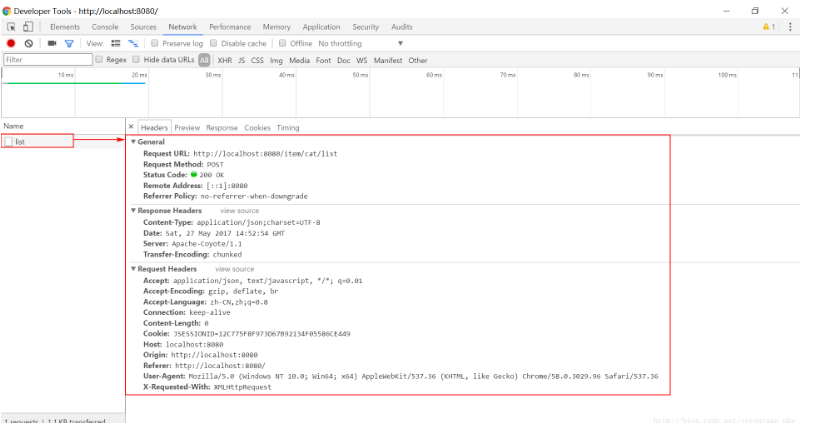 Developer Tools - http://localhost:8080/
Elements Console Sources Network Performance Memory Application Security Audits 1
View: Preserve log Disable cache Offline No throttling
Filter Regex Hide data URLs All XHR JS CSS Img Media Font Doc WS Manifest Other
10 ms 20 ms 30 ms 40 ms 50 ms 60 ms 70 ms 80 ms 90 ms 100 ms 11
Name × Headers Preview Response Cookies Timing
list
General
Request URL: http://localhost:8080/item/cat/list
Request Method: POST
Status Code: 200 OK
Remote Address: [::1]:8080
Referrer Policy: no-referrer-when-downgrade
Response Headers view source
Content-Type: application/json;charset=UTF-8
Date: Sat, 27 May 2017 14:52:54 GMT
Server: Apache-Coyote/1.1
Transfer-Encoding: chunked
Request Headers view source
Accept: application/json, text/javascript, */*; q=0.01
Accept-Encoding: gzip, deflate, br
Accept-Language: zh-CN,zh;q=0.8
Connection: keep-alive
Content-Length: 0
Cookie: JSESSIONID=12C775F8F973D67B92134F05586CE449
Host: localhost:8080
Origin: http://localhost:8080
Referer: http://localhost:8080/
User-Agent: Mozilla/5.0 (Windows NT 10.0; Win64; x64) AppleWebKit/537.36 (KHTML, like Gecko) Chrome/58.0.3029.96 Safari/537.36
X-Requested-With: XMLHttpRequest
1 requests | 1.1 KB transferred